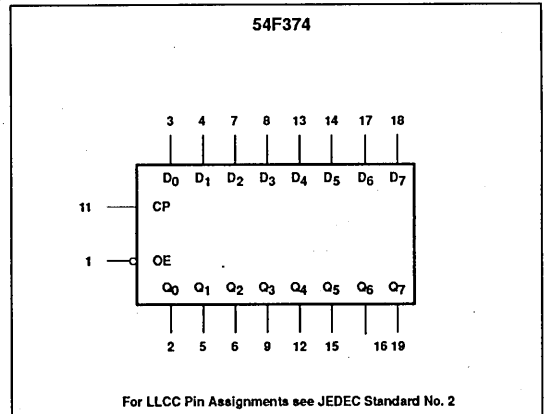 54F374
3 4 7 8 13 14 17 18
D0 D1 D2 D3 D4 D5 D6 D7
11 CP
1 OE
Q0 Q1 Q2 Q3 Q4 Q5 Q6 Q7
2 5 6 9 12 15 16 19
For LLCC Pin Assignments see JEDEC Standard No. 2